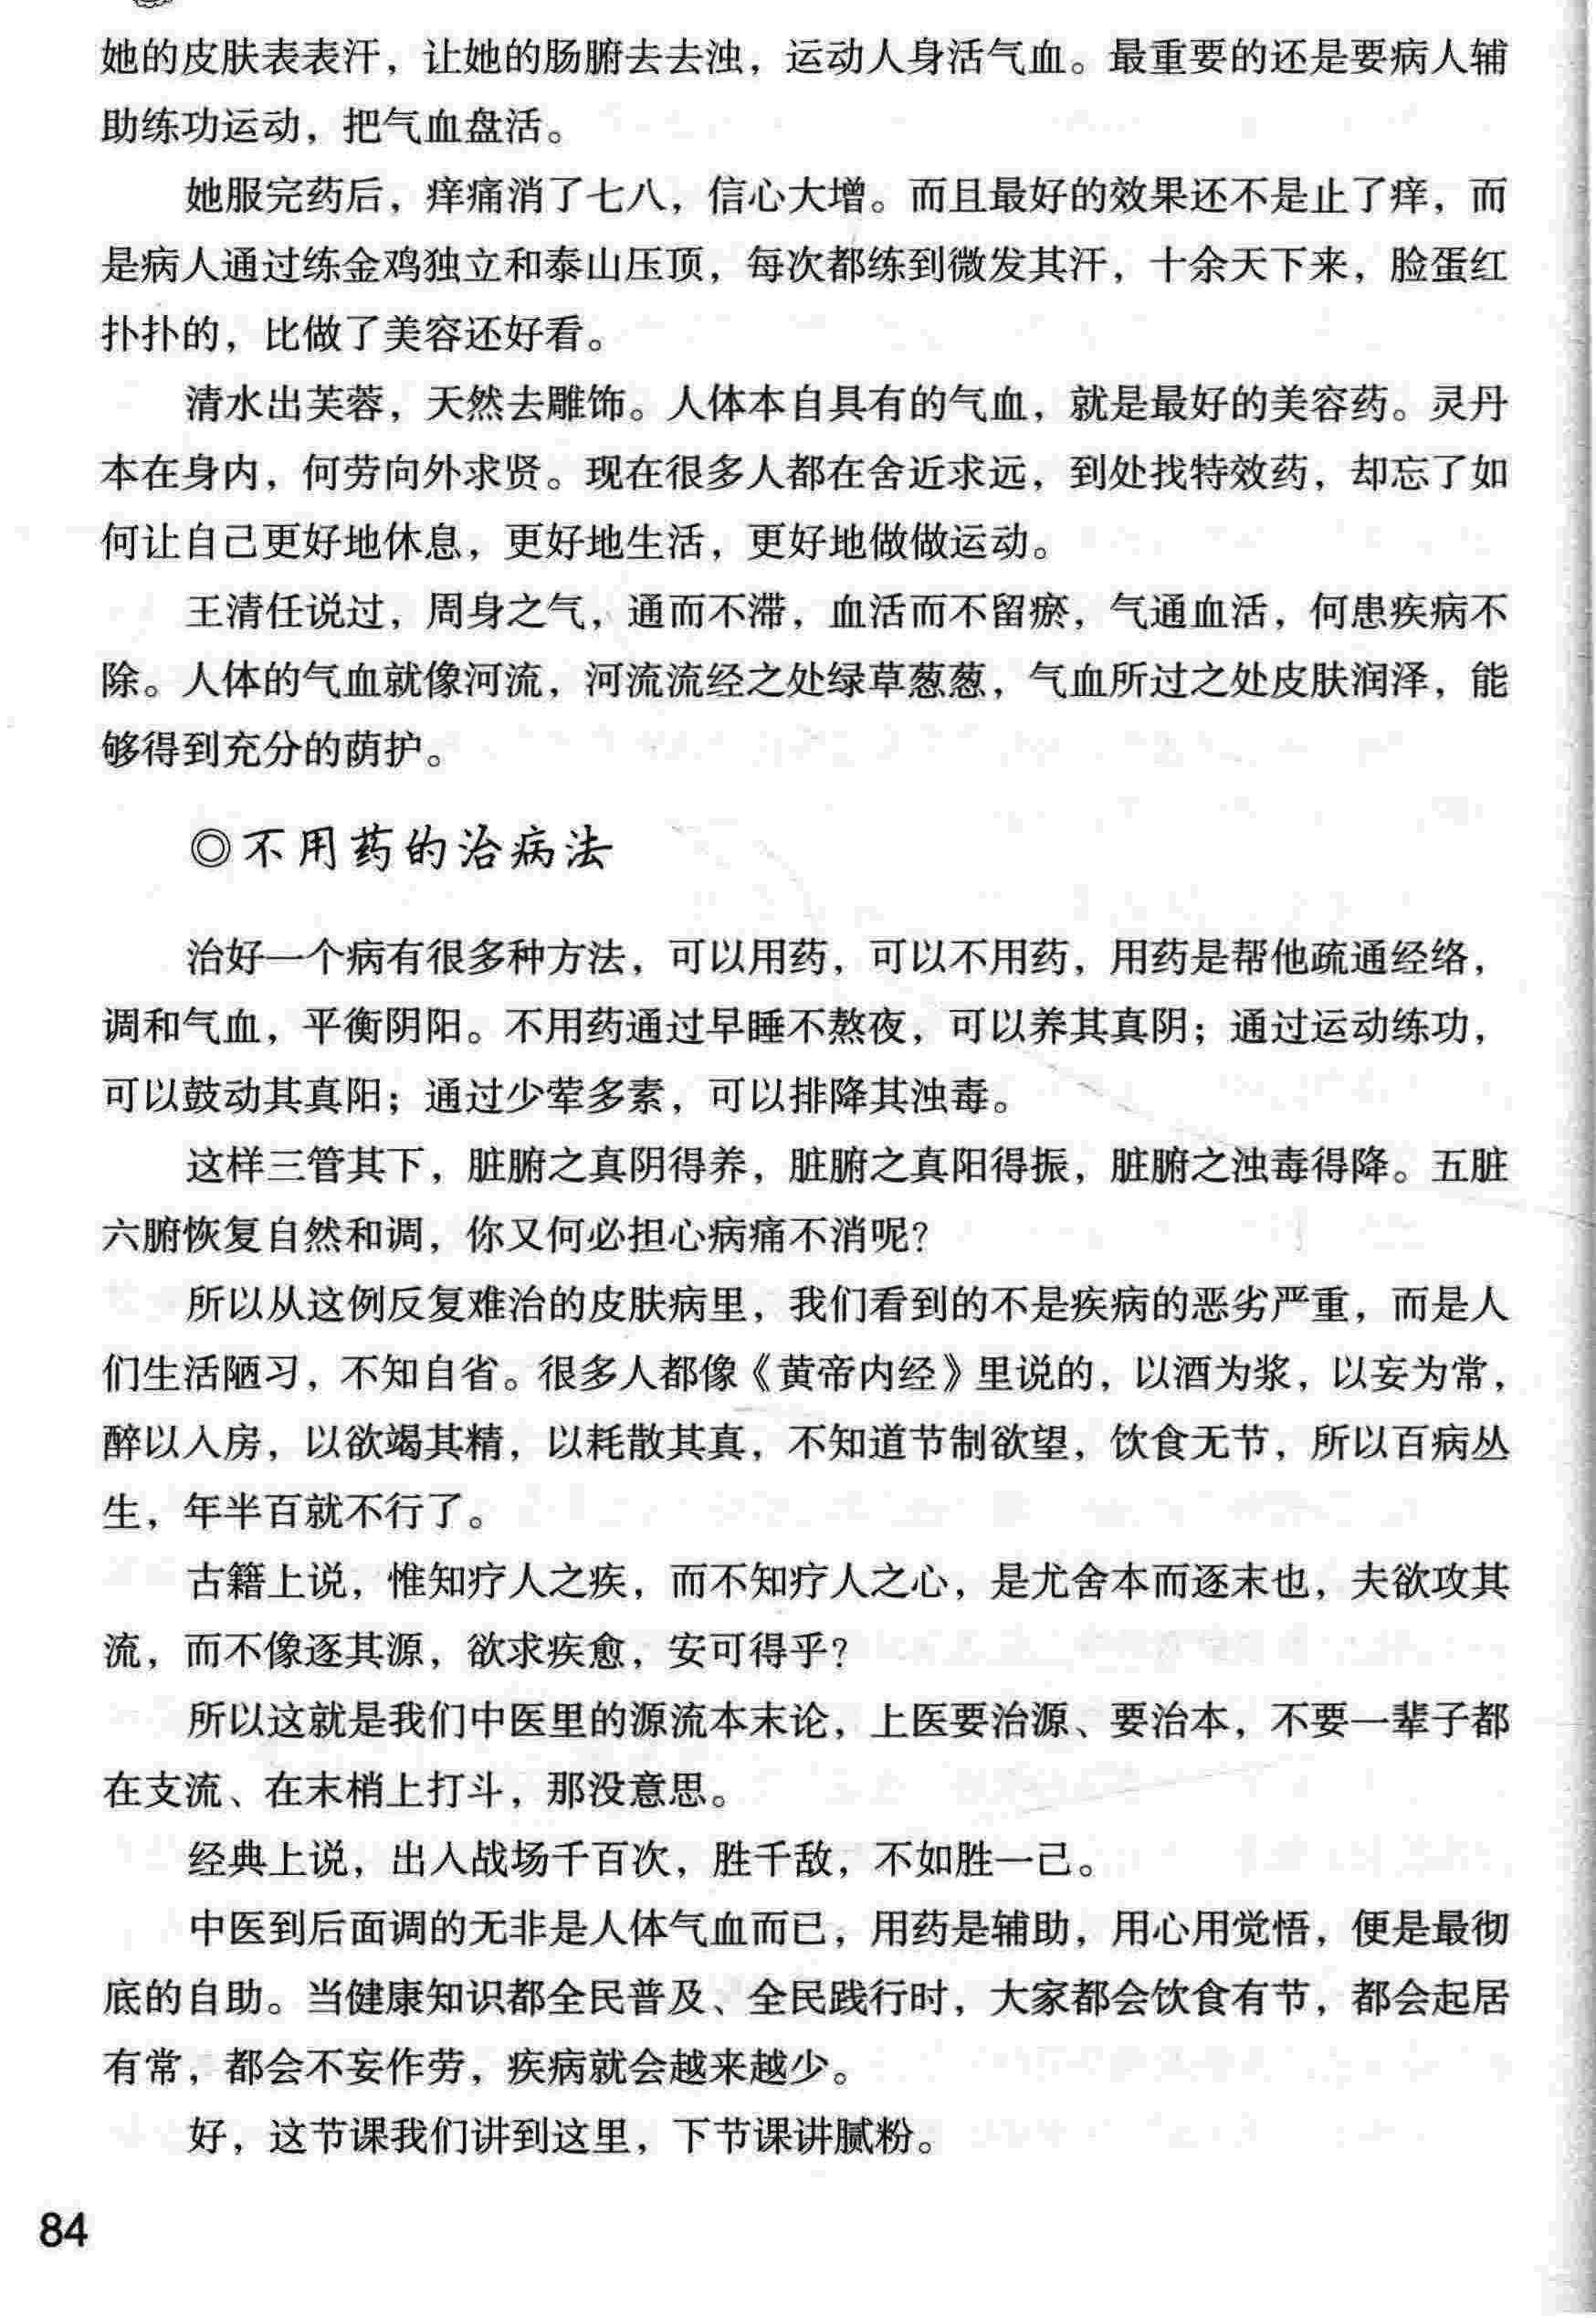 她的皮肤表表汗，让她的肠腑去去浊，运动人身活气血。最重要的还是要病人辅
助练功运动，把气血盘活。
她服完药后，痒痛消了七八，信心大增。而且最好的效果还不是止了痒，而
是病人通过练金鸡独立和泰山压顶，每次都练到微发其汗，十余天下来，脸蛋红
扑扑的，比做了美容还好看。
清水出芙蓉，天然去雕饰。人体本自具有的气血，就是最好的美容药。灵丹
本在身内，何劳向外求贤。现在很多人都在舍近求远，到处找特效药，却忘了如
何让自己更好地休息，更好地生活，更好地做做运动。
王清任说过，周身之气，通而不滞，血活而不留瘀，气通血活，何患疾病不
除。人体的气血就像河流，河流流经之处绿草葱葱，气血所过之处皮肤润泽，能
够得到充分的荫护。
◎不用药的治病法
治好一个病有很多种方法，可以用药，可以不用药，用药是帮他疏通经络，
调和气血，平衡阴阳。不用药通过早睡不熬夜，可以养其真阴；通过运动练功，
可以鼓动其真阳；通过少荤多素，可以排降其浊毒。
这样三管其下，脏腑之真阴得养，脏腑之真阳得振，脏腑之浊毒得降。五脏
六腑恢复自然和调，你又何必担心病痛不消呢？
所以从这例反复难治的皮肤病里，我们看到的不是疾病的恶劣严重，而是人
们生活陋习，不知自省。很多人都像《黄帝内经》里说的，以酒为浆，以妄为常，
醉以入房，以欲竭其精，以耗散其真，不知道节制欲望，饮食无节，所以百病丛
生，年半百就不行了。
古籍上说，惟知疗人之疾，而不知疗人之心，是尤舍本而逐末也，夫欲攻其
流，而不像逐其源，欲求疾愈，安可得乎？
所以这就是我们中医里的源流本末论，上医要治源、要治本，不要一辈子都
在支流、在末梢上打斗，那没意思。
经典上说，出入战场千百次，胜千敌，不如胜一己。
中医到后面调的无非是人体气血而已，用药是辅助，用心用觉悟，便是最彻
底的自助。当健康知识都全民普及、全民践行时，大家都会饮食有节，都会起居
有常，都会不妄作劳，疾病就会越来越少。
好，这节课我们讲到这里，下节课讲腻粉。
84